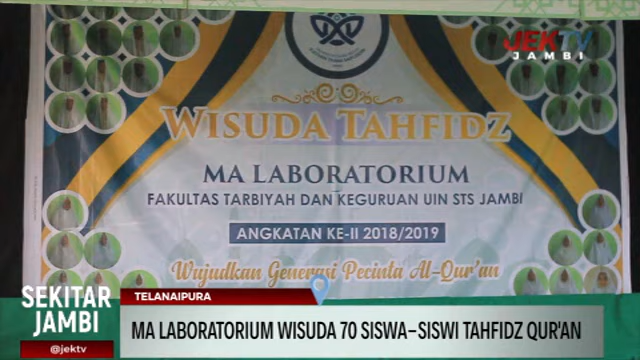 JEKTV
JAMBI
WISUDA TAHFIDZ
MA LABORATORIUM
FAKULTAS TARBIYAH DAN KEGURUAN UIN STS JAMBI
ANGKATAN KE-II 2018/2019
Wujudkan Generasi Pecinta Al-Qur'an
TELANAIPURA
SEKITAR
JAMBI
@jektv
MA LABORATORIUM WISUDA 70 SISWA-SISWI TAHFIDZ QUR'AN